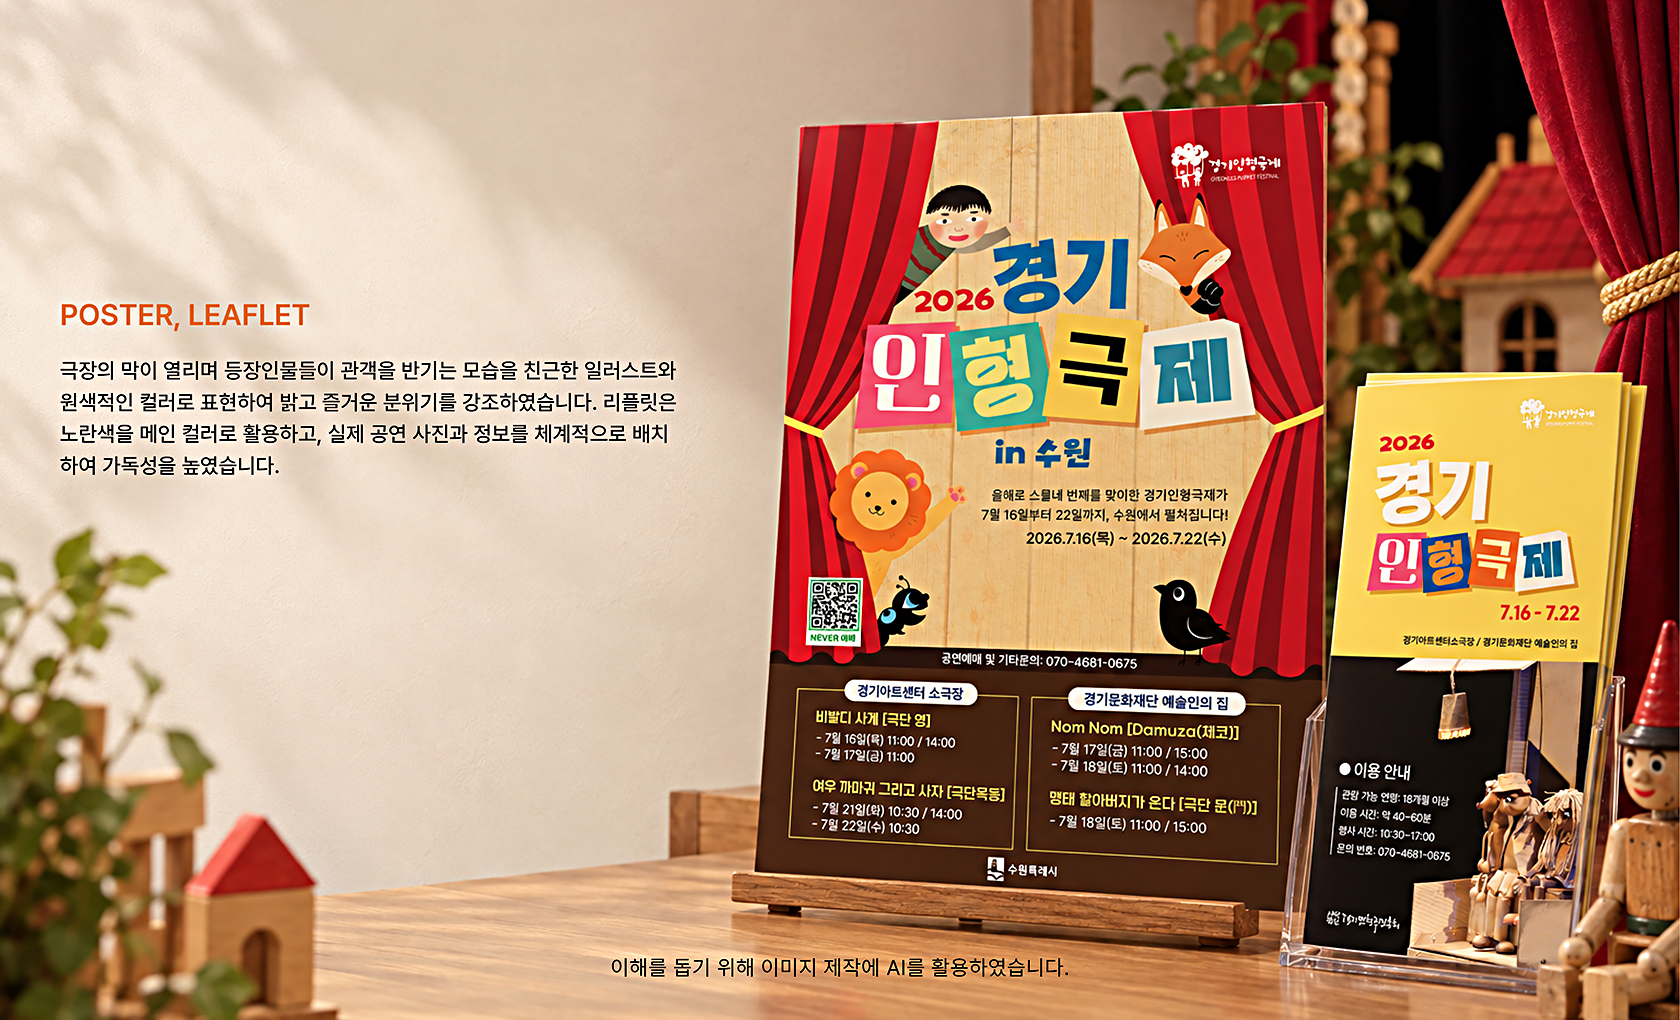 POSTER, LEAFLET
극장의 막이 열리며 등장인물들이 관객을 반기는 모습을 친근한 일러스트와
원색적인 컬러로 표현하여 밝고 즐거운 분위기를 강조하였습니다. 리플릿은
노란색을 메인 컬러로 활용하고, 실제 공연 사진과 정보를 체계적으로 배치
하여 가독성을 높였습니다.
경기인형극제
GYEONGGI PUPPET FESTIVAL
2026 경기
인형극제
in 수원
올해로 스물네 번째를 맞이한 경기인형극제가
7월 16일부터 22일까지, 수원에서 펼쳐집니다!
2026.7.16(목) ~ 2026.7.22(수)
NEVER 예매
공연예매 및 기타문의: 070-4681-0675
경기아트센터 소극장
비발디 사계 [극단 영]
- 7월 16일(목) 11:00 / 14:00
- 7월 17일(금) 11:00
여우 까마귀 그리고 사자 [극단목동]
- 7월 21일(화) 10:30 / 14:00
- 7월 22일(수) 10:30
경기문화재단 예술인의 집
Nom Nom [Damuza(체코)]
- 7월 17일(금) 11:00 / 15:00
- 7월 18일(토) 11:00 / 14:00
맹태 할아버지가 온다 [극단 문(門)]
- 7월 18일(토) 11:00 / 15:00
수원특례시
경기인형극제
2026
경기
인형극제
7.16 - 7.22
경기아트센터소극장 / 경기문화재단 예술인의 집
이용 안내
관람 가능 연령: 18개월 이상
이용 시간: 약 40~60분
행사 시간: 10:30~17:00
문의 번호: 070-4681-0675
이해를 돕기 위해 이미지 제작에 AI를 활용하였습니다.